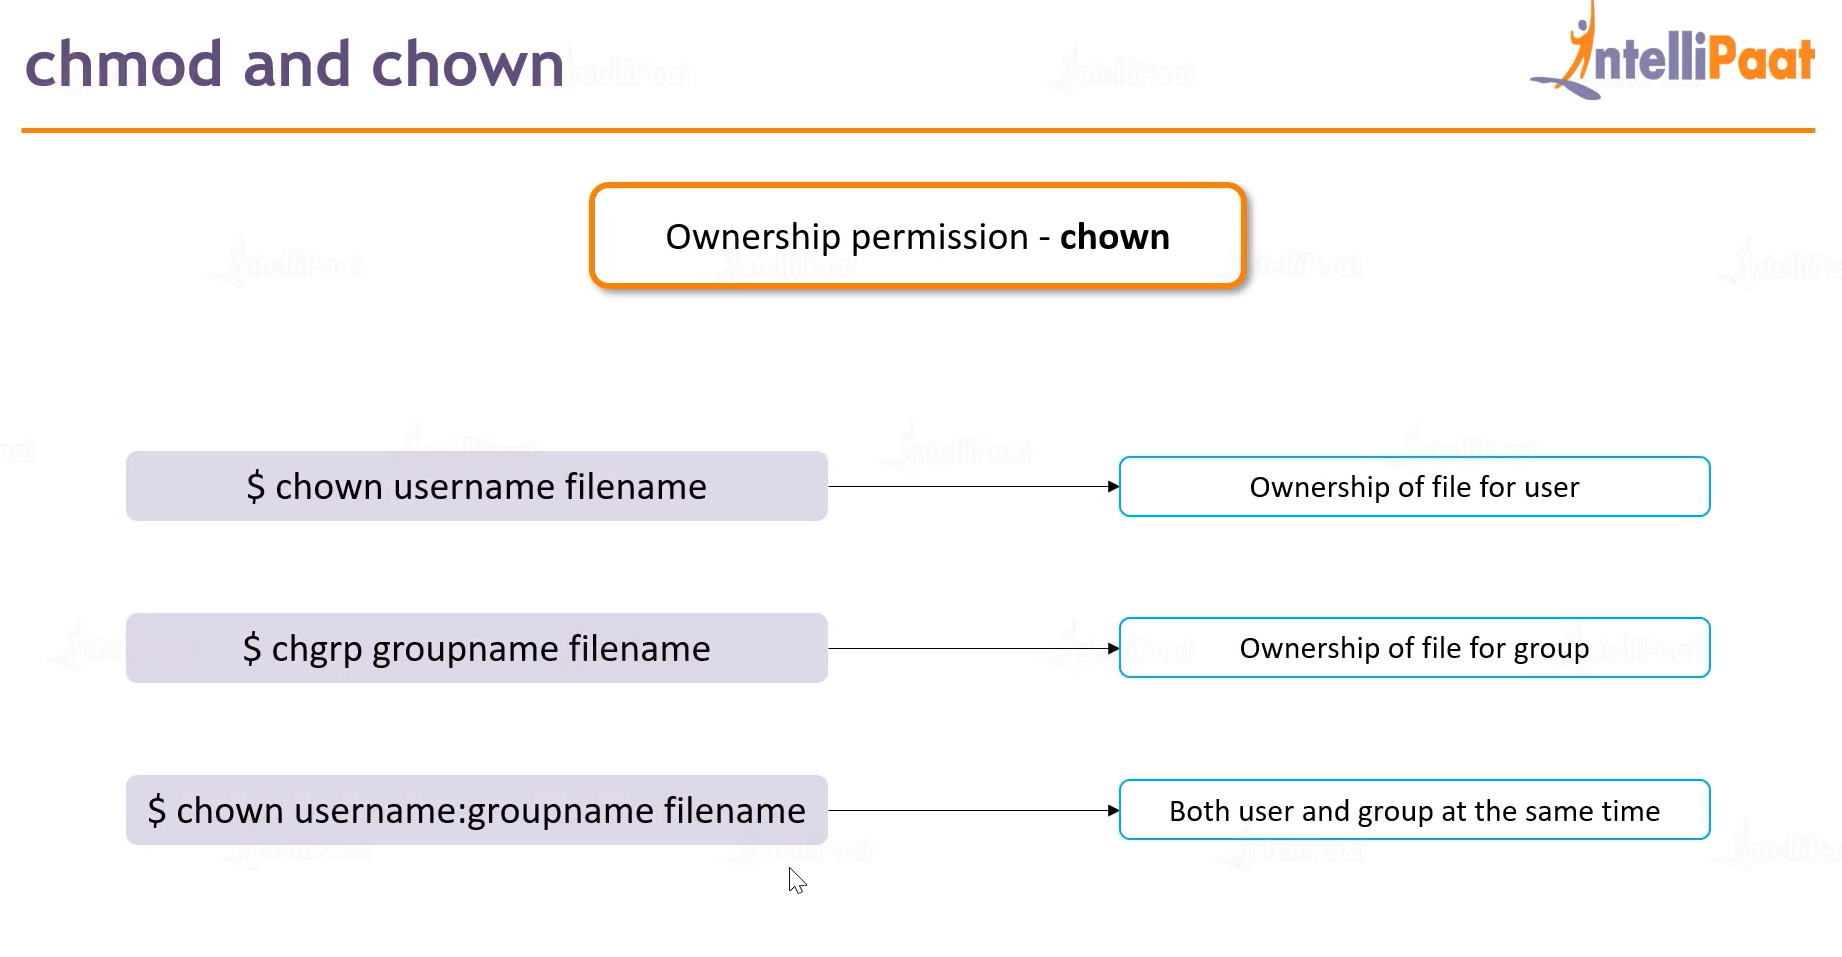 chmod and chown
IntelliPaat
Ownership permission - chown
$ chown username filename
Ownership of file for user
$ chgrp groupname filename
Ownership of file for group
$ chown username:groupname filename
Both user and group at the same time